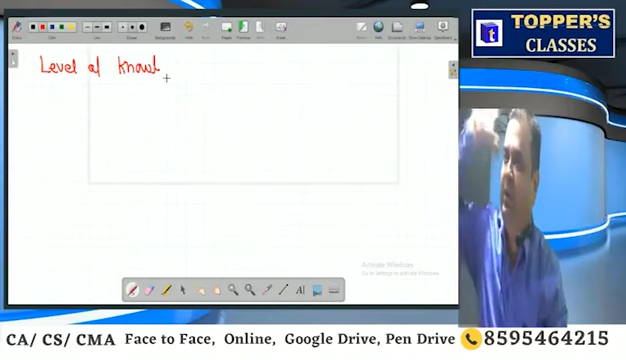 TOPPER'S
CLASSES
Level of Knowl
Activate Windows
Go to Settings to activate Windows.
CA/ CS/ CMA Face to Face, Online, Google Drive, Pen Drive 8595464215